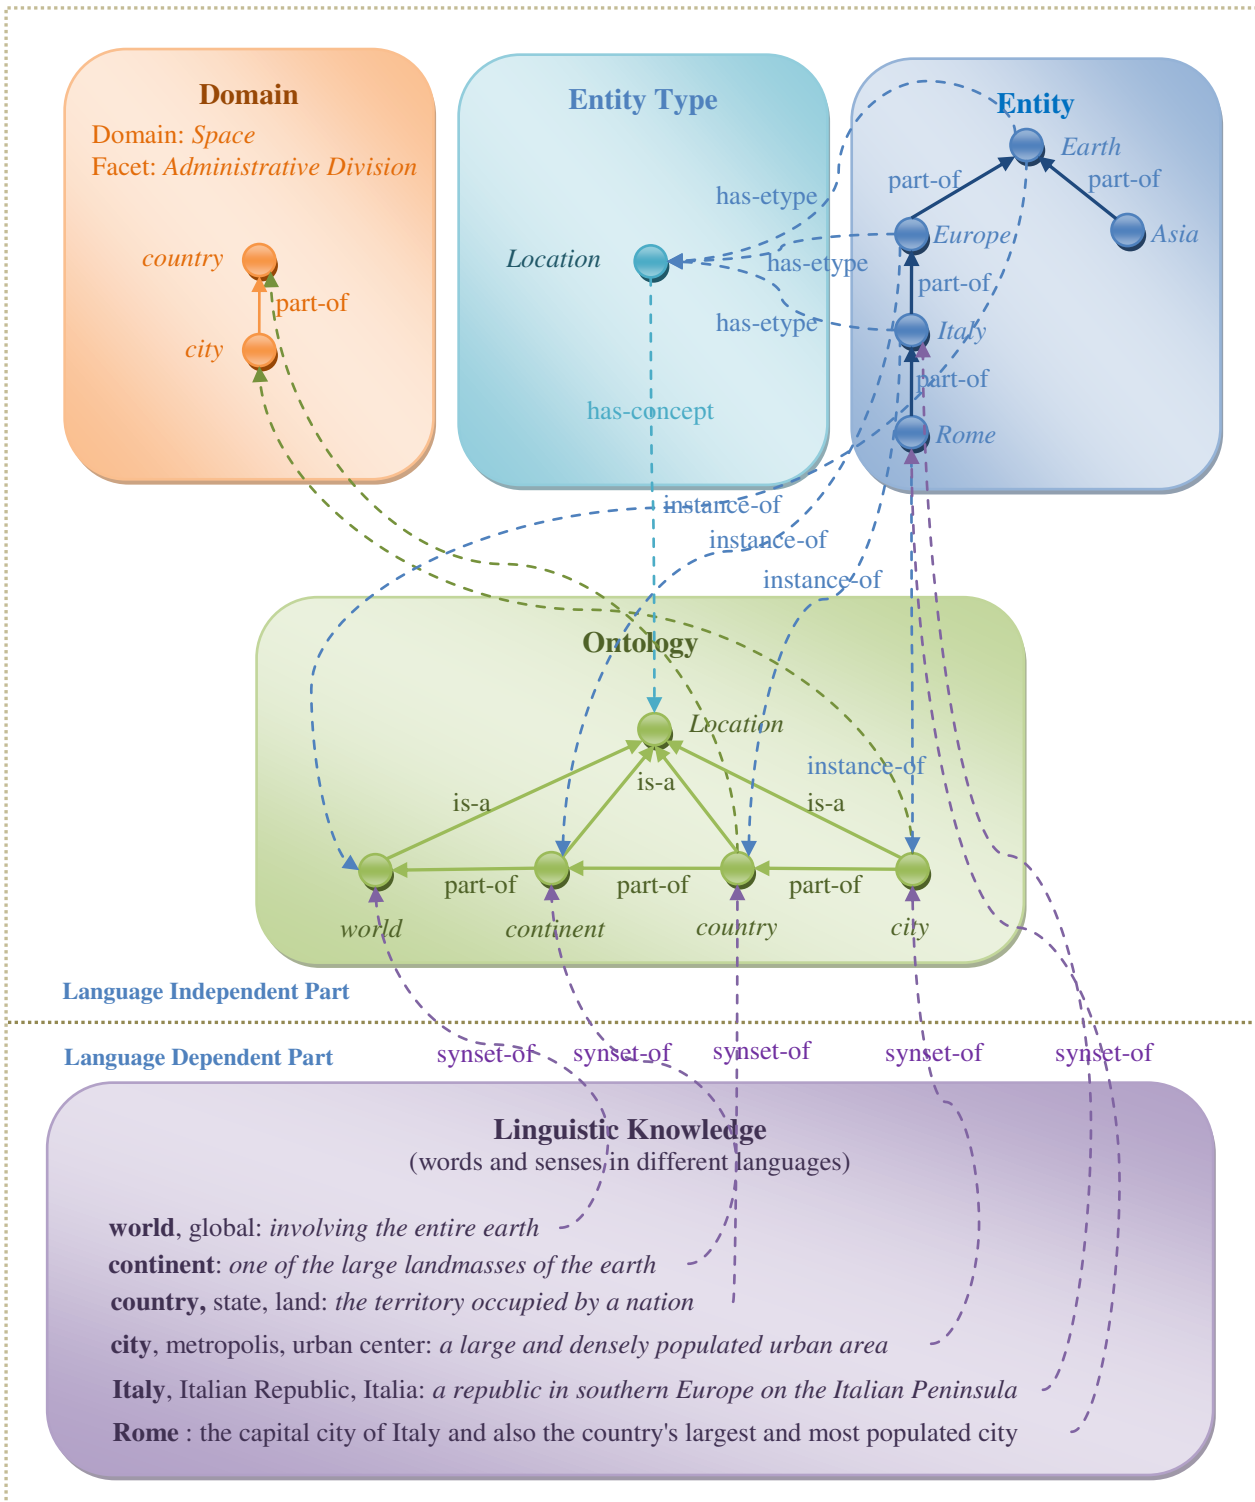 Domain
Domain: Space
Facet: Administrative Division
country
part-of
city
Entity Type
has-etype
Location
has-etype
has-etype
has-concept
Entity
Earth
part-of
part-of
Europe
Asia
part-of
Italy
part-of
Rome
instance-of
instance-of
instance-of
Ontology
Location
instance-of
is-a
is-a
is-a
part-of
part-of
part-of
world
continent
country
city
Language Independent Part
Language Dependent Part
synset-of
synset-of
synset-of
synset-of
synset-of
Linguistic Knowledge
(words and senses in different languages)
world, global: involving the entire earth
continent: one of the large landmasses of the earth
country, state, land: the territory occupied by a nation
city, metropolis, urban center: a large and densely populated urban area
Italy, Italian Republic, Italia: a republic in southern Europe on the Italian Peninsula
Rome : the capital city of Italy and also the country's largest and most populated city